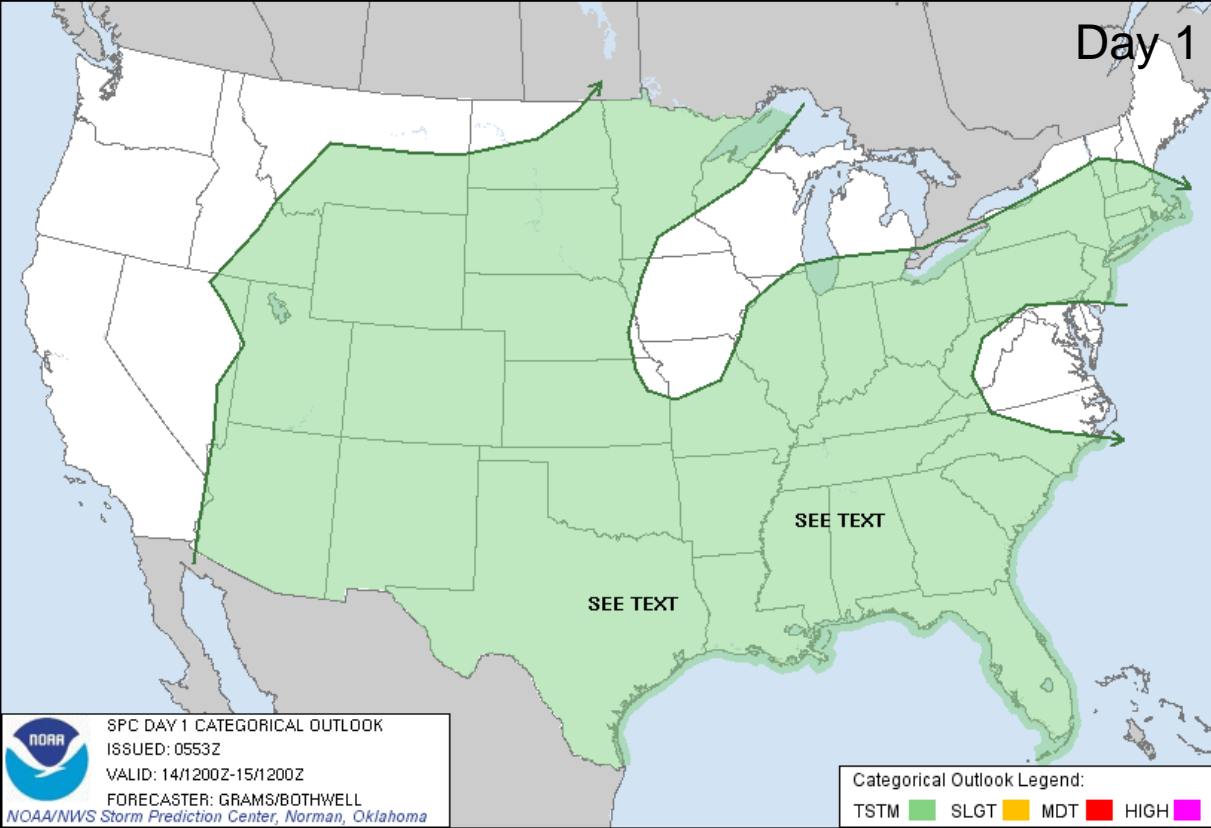 Day 1
SEE TEXT
SEE TEXT
NOAA
SPC DAY 1 CATEGORICAL OUTLOOK
ISSUED: 0553Z
VALID: 14/1200Z-15/1200Z
FORECASTER: GRAMS/BOTHWELL
NOAA/NWS Storm Prediction Center, Norman, Oklahoma
Categorical Outlook Legend:
TSTM SLGT MDT HIGH